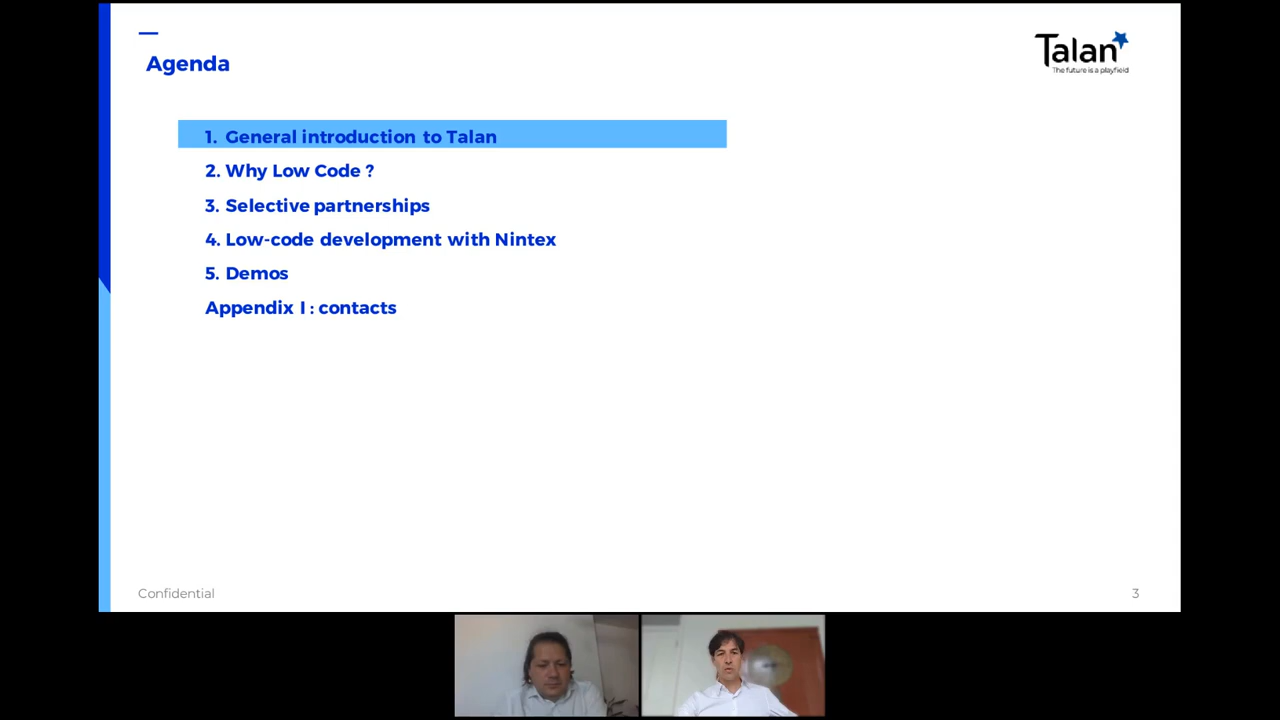 Agenda
Talan
The future is a playfield
1. General introduction to Talan
2. Why Low Code ?
3. Selective partnerships
4. Low-code development with Nintex
5. Demos
Appendix I : contacts
Confidential
3